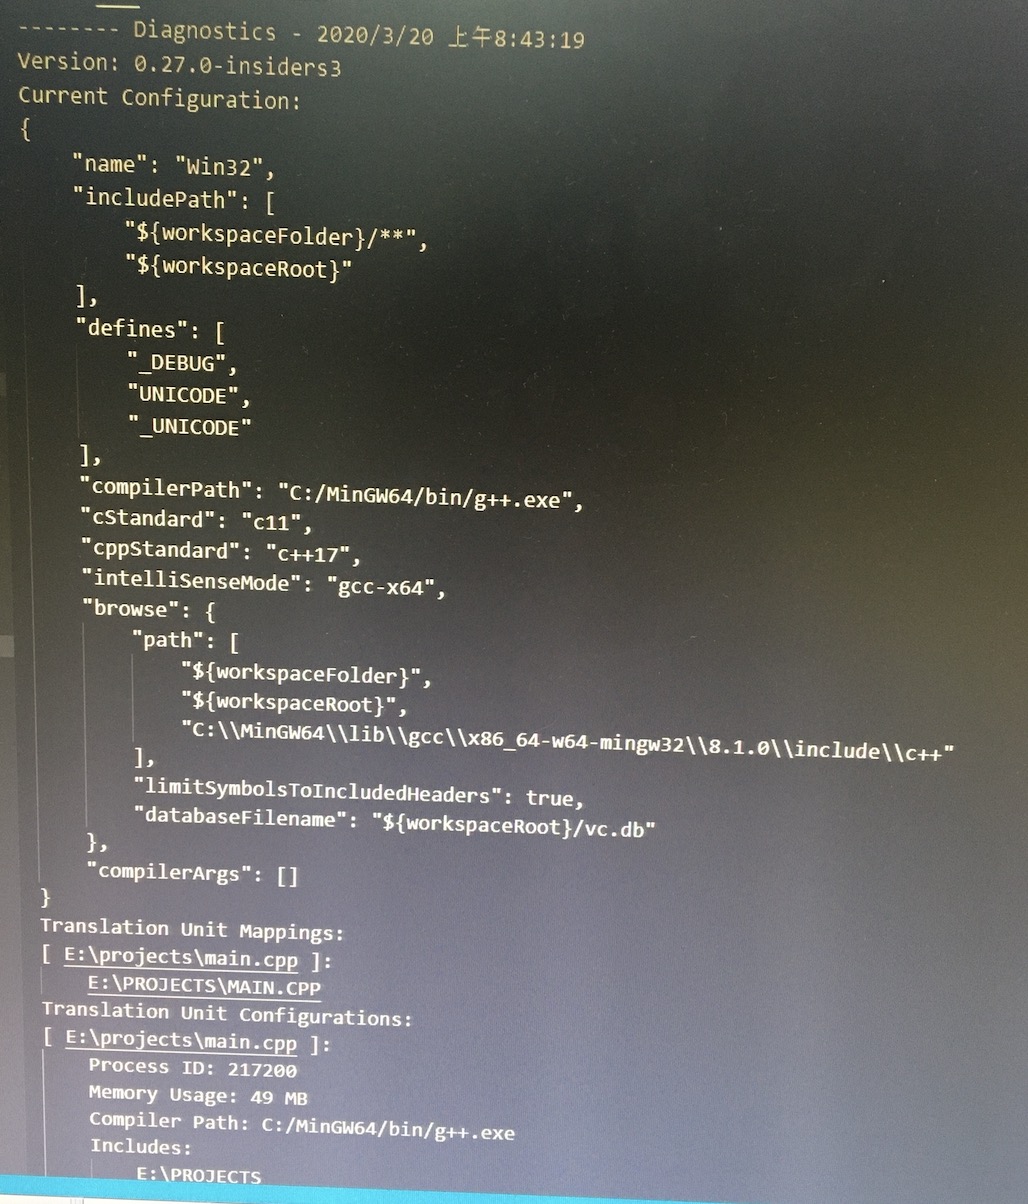 -------- Diagnostics - 2020/3/20 上午8:43:19
Version: 0.27.0-insiders3
Current Configuration:
{
    "name": "Win32",
    "includePath": [
        "${workspaceFolder}/**",
        "${workspaceRoot}"
    ],
    "defines": [
        "_DEBUG",
        "UNICODE",
        "_UNICODE"
    ],
    "compilerPath": "C:/MinGW64/bin/g++.exe",
    "cStandard": "c11",
    "cppStandard": "c++17",
    "intelliSenseMode": "gcc-x64",
    "browse": {
        "path": [
            "${workspaceFolder}",
            "${workspaceRoot}",
            "C:\\MinGW64\\lib\\gcc\\x86_64-w64-mingw32\\8.1.0\\include\\c++"
        ],
        "limitSymbolsToIncludedHeaders": true,
        "databaseFilename": "${workspaceRoot}/vc.db"
    },
    "compilerArgs": []
}
Translation Unit Mappings:
[ E:\projects\main.cpp ]:
    E:\PROJECTS\MAIN.CPP
Translation Unit Configurations:
[ E:\projects\main.cpp ]:
    Process ID: 217200
    Memory Usage: 49 MB
    Compiler Path: C:/MinGW64/bin/g++.exe
    Includes:
        E:\PROJECTS